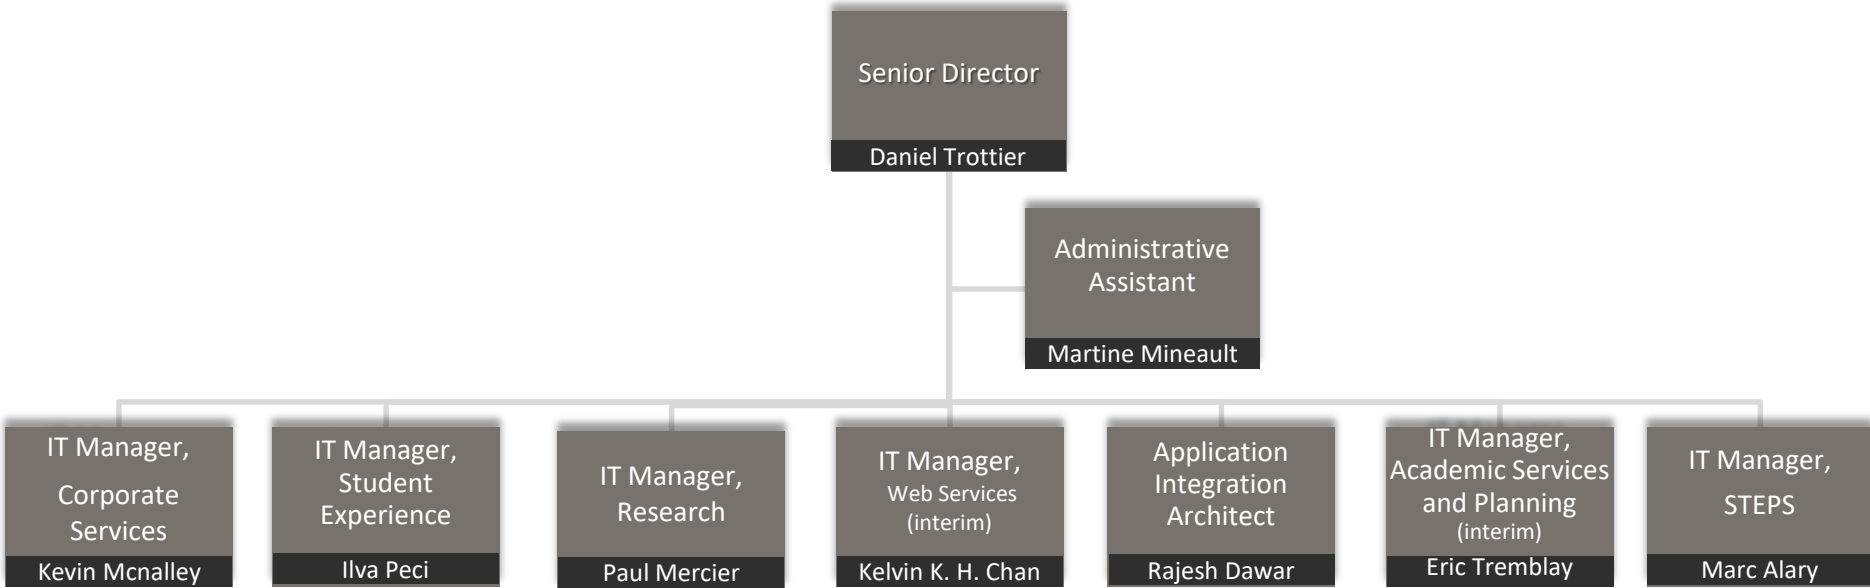 Senior Director
Daniel Trottier
Administrative
Assistant
Martine Mineault
IT Manager,
Corporate
Services
Kevin Mcnalley
IT Manager,
Student
Experience
Ilva Peci
IT Manager,
Research
Paul Mercier
IT Manager,
Web Services
(interim)
Kelvin K. H. Chan
Application
Integration
Architect
Rajesh Dawar
IT Manager,
Academic Services
and Planning
(interim)
Eric Tremblay
IT Manager,
STEPS
Marc Alary